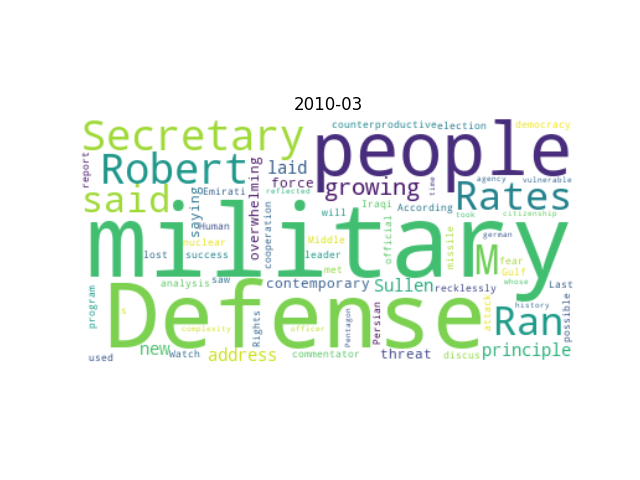 2010-03
counterproductive election democracy
Secretary people
report Robert laid growing Rates
force overwhelming time agency vulnerable
said saying DEmirati reflected cooperation
Human will Iraqi According took citizenship
military M
nuclear Middle official missile german
lost success leader fear
analysis saw met Gulf whose
contemporary Sullen recklessly Last
program Defense attack history possible
s Persian Ran
complexity officer Pentagon
Rights
new address commentator threat discus principle
used Watch